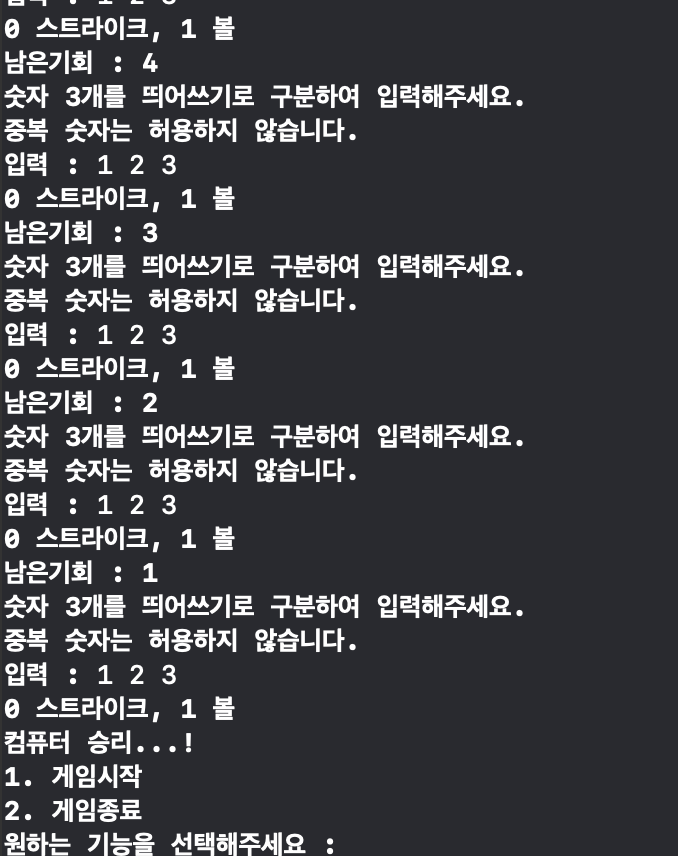 0 스트라이크, 1 볼
남은기회 : 4
숫자 3개를 띄어쓰기로 구분하여 입력해주세요.
중복 숫자는 허용하지 않습니다.
입력 : 1 2 3
0 스트라이크, 1 볼
남은기회 : 3
숫자 3개를 띄어쓰기로 구분하여 입력해주세요.
중복 숫자는 허용하지 않습니다.
입력 : 1 2 3
0 스트라이크, 1 볼
남은기회 : 2
숫자 3개를 띄어쓰기로 구분하여 입력해주세요.
중복 숫자는 허용하지 않습니다.
입력 : 1 2 3
0 스트라이크, 1 볼
남은기회 : 1
숫자 3개를 띄어쓰기로 구분하여 입력해주세요.
중복 숫자는 허용하지 않습니다.
입력 : 1 2 3
0 스트라이크, 1 볼
컴퓨터 승리...!
1. 게임시작
2. 게임종료
원하는 기능을 선택해주세요 :